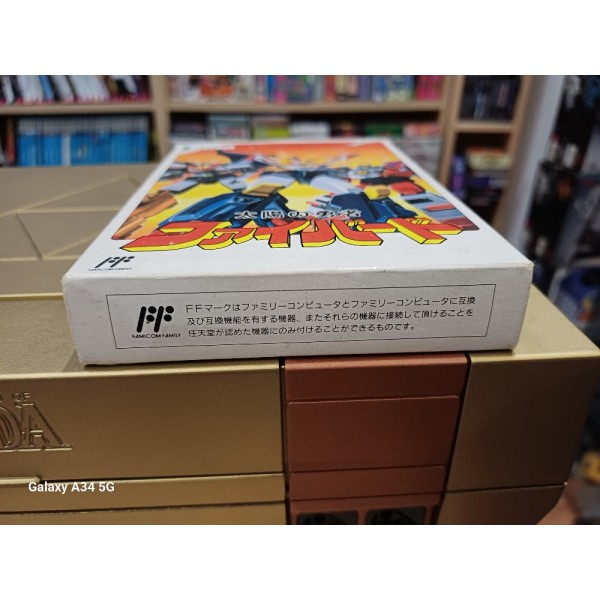 太陽の勇者
ファイバード
FF
FAMICOM FAMILY
FF
FAMICOM FAMILY
FFマークはファミリーコンピュータとファミリーコンピュータに互換
及び互換機能を有する機器、またそれらの機器に接続して頂けることを
任天堂が認めた機器にのみ付けることができるものです。
OF
DA
Galaxy A34 5G